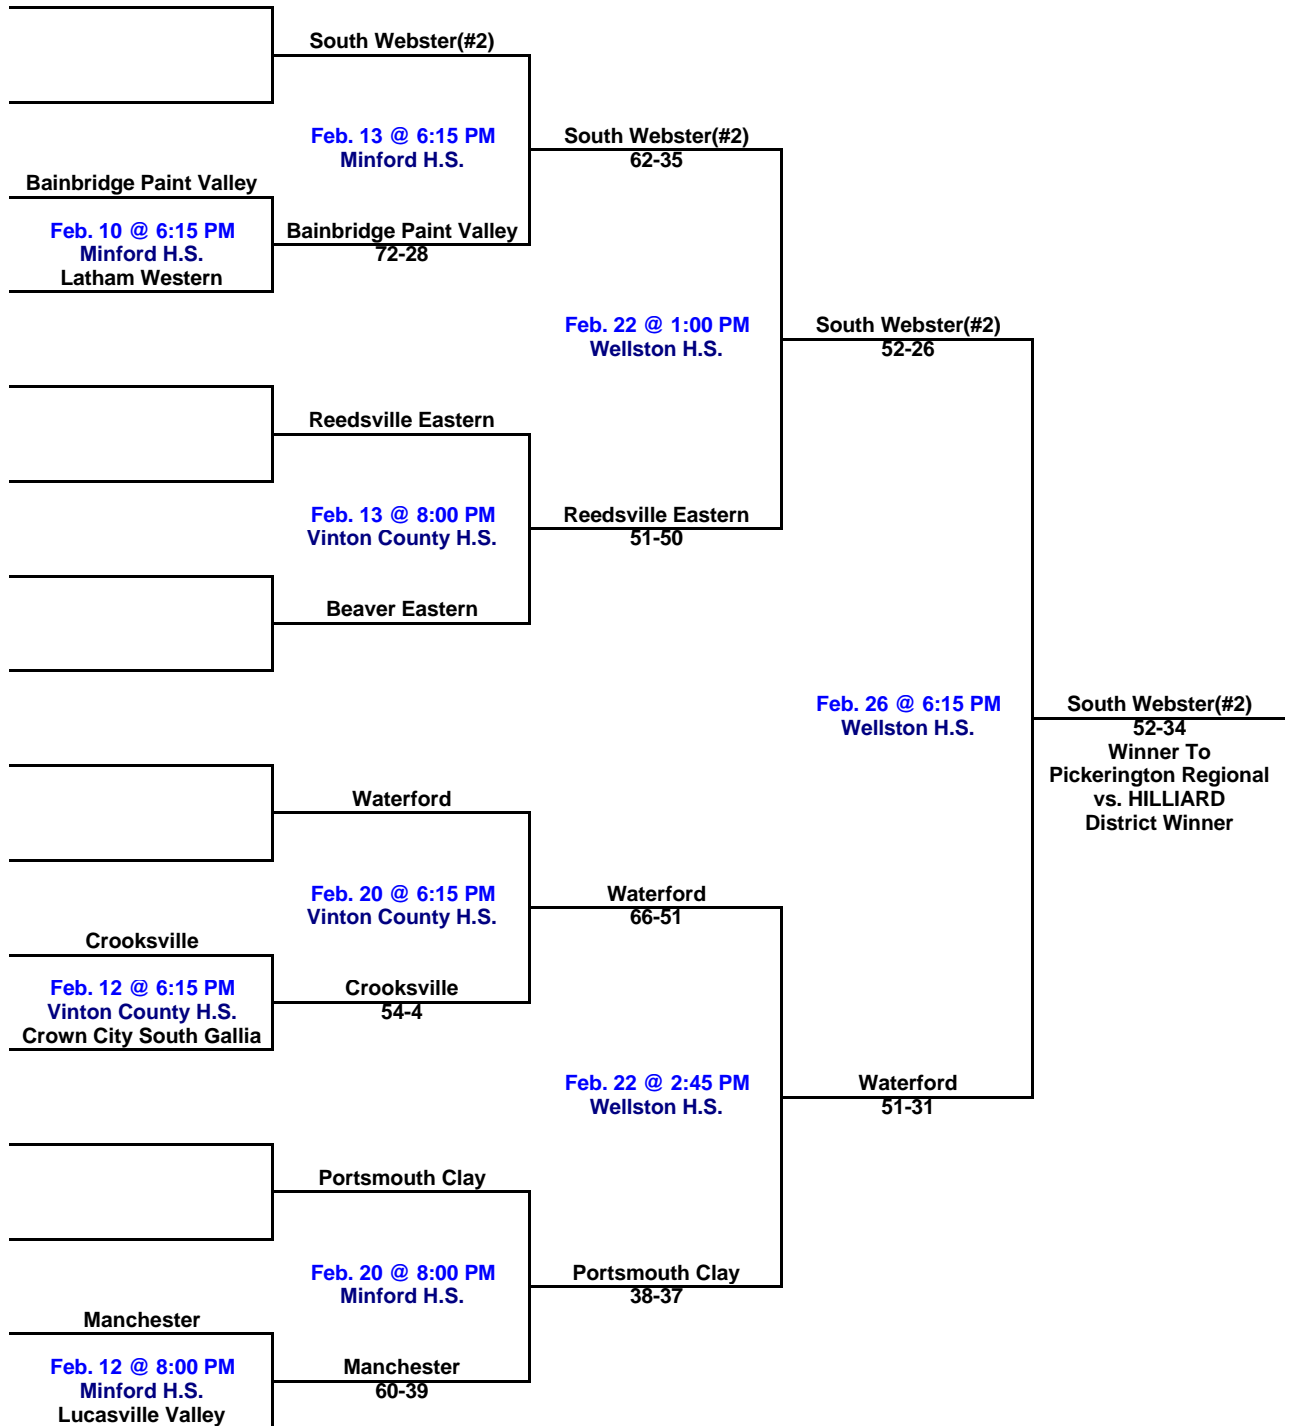 South Webster(#2)
Feb. 13 @ 6:15 PM
Minford H.S.
South Webster(#2)
62-35
Bainbridge Paint Valley
Feb. 10 @ 6:15 PM
Minford H.S.
Latham Western
Bainbridge Paint Valley
72-28
Feb. 22 @ 1:00 PM
Wellston H.S.
South Webster(#2)
52-26
Reedsville Eastern
Feb. 13 @ 8:00 PM
Vinton County H.S.
Reedsville Eastern
51-50
Beaver Eastern
Feb. 26 @ 6:15 PM
Wellston H.S.
South Webster(#2)
52-34
Winner To
Pickerington Regional
vs. HILLIARD
District Winner
Waterford
Feb. 20 @ 6:15 PM
Vinton County H.S.
Waterford
66-51
Crooksville
Feb. 12 @ 6:15 PM
Vinton County H.S.
Crown City South Gallia
Crooksville
54-4
Feb. 22 @ 2:45 PM
Wellston H.S.
Waterford
51-31
Portsmouth Clay
Feb. 20 @ 8:00 PM
Minford H.S.
Portsmouth Clay
38-37
Manchester
Feb. 12 @ 8:00 PM
Minford H.S.
Lucasville Valley
Manchester
60-39